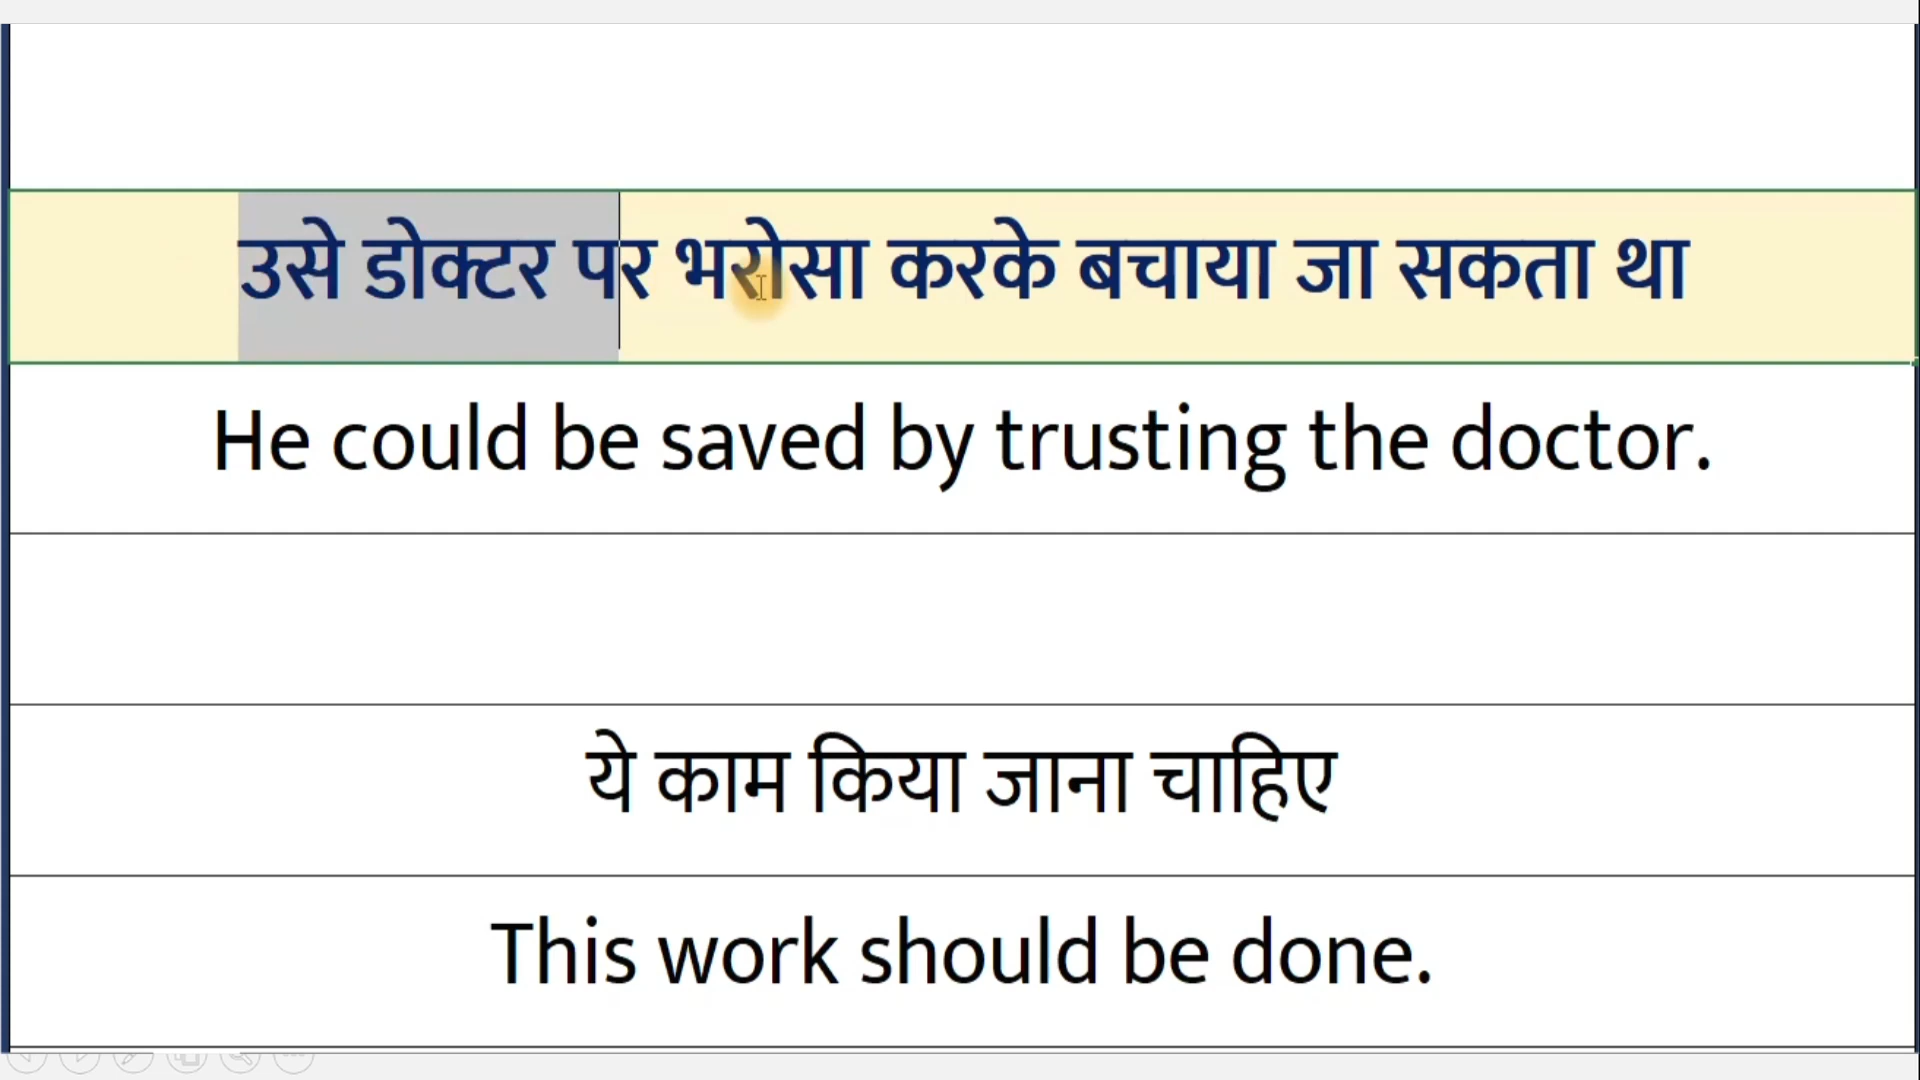 उसे डोक्टर पर भरोसा करके बचाया जा सकता था
He could be saved by trusting the doctor.
ये काम किया जाना चाहिए
This work should be done.